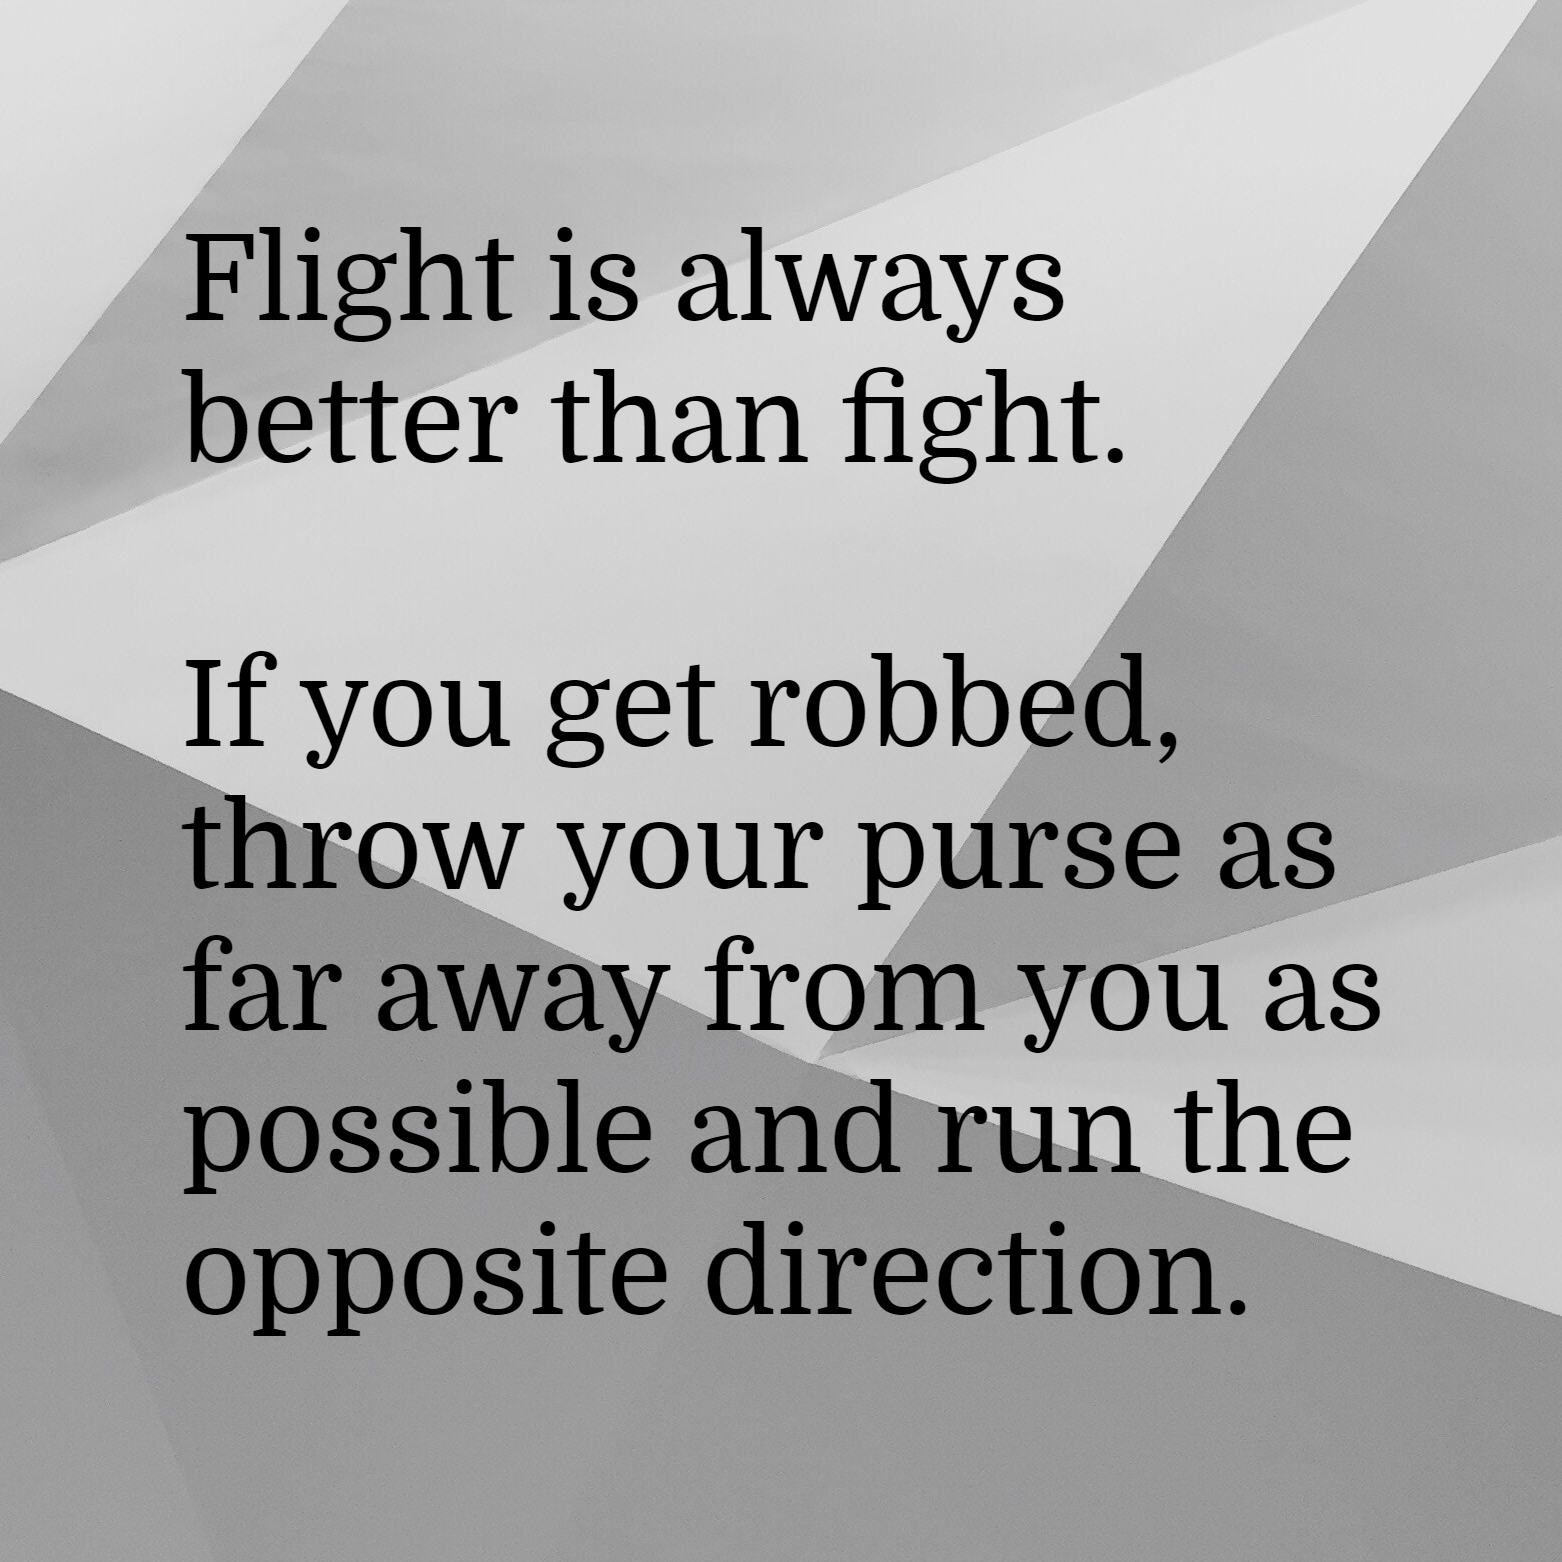 Flight is always
better than fight.
If you get robbed,
throw your purse as
far away from you as
possible and run the
opposite direction.